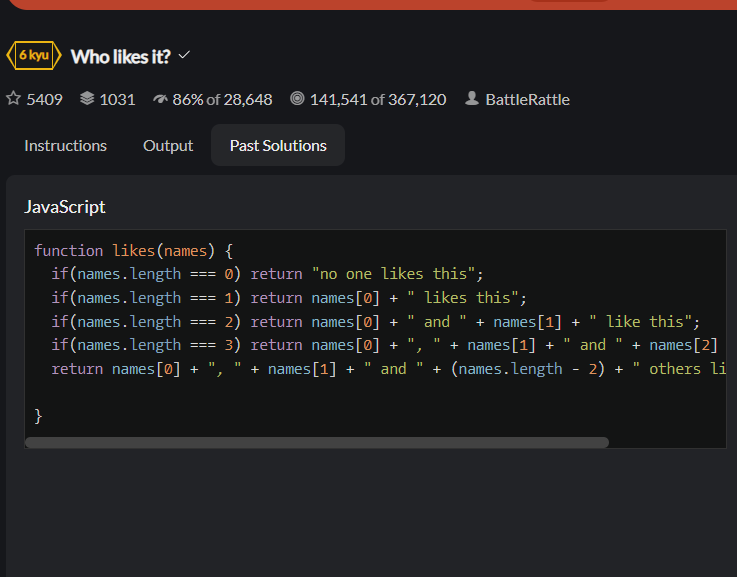 6 kyu Who likes it?
5409 1031 86% of 28,648 141,541 of 367,120 BattleRattle
Instructions Output Past Solutions
JavaScript
function likes(names) {
if(names.length === 0) return "no one likes this";
if(names.length === 1) return names[0] + " likes this";
if(names.length === 2) return names[0] + " and " + names[1] + " like this";
if(names.length === 3) return names[0] + ", " + names[1] + " and " + names[2]
return names[0] + ", " + names[1] + " and " + (names.length - 2) + " others li
}